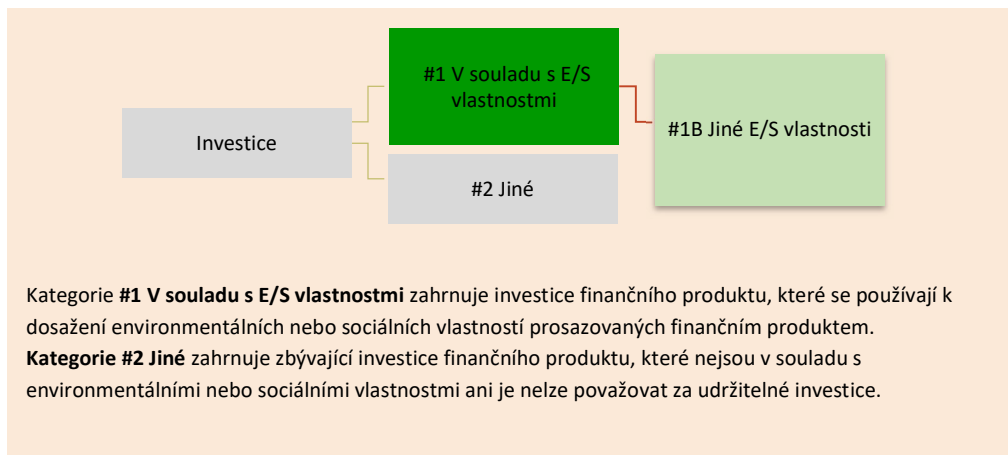 #1 V souladu s E/S
vlastnostmi
Investice
#1B Jiné E/S vlastnosti
#2 Jiné
Kategorie #1 V souladu s E/S vlastnostmi zahrnuje investice finančního produktu, které se používají k
dosažení environmentálních nebo sociálních vlastností prosazovaných finančním produktem.
Kategorie #2 Jiné zahrnuje zbývající investice finančního produktu, které nejsou v souladu s
environmentálními nebo sociálními vlastnostmi ani je nelze považovat za udržitelné investice.